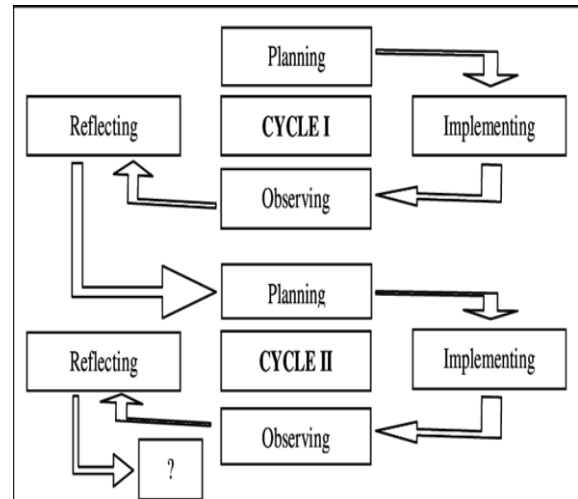 Planning
Reflecting
CYCLE I
Implementing
Observing
Planning
Reflecting
CYCLE II
Implementing
Observing
?